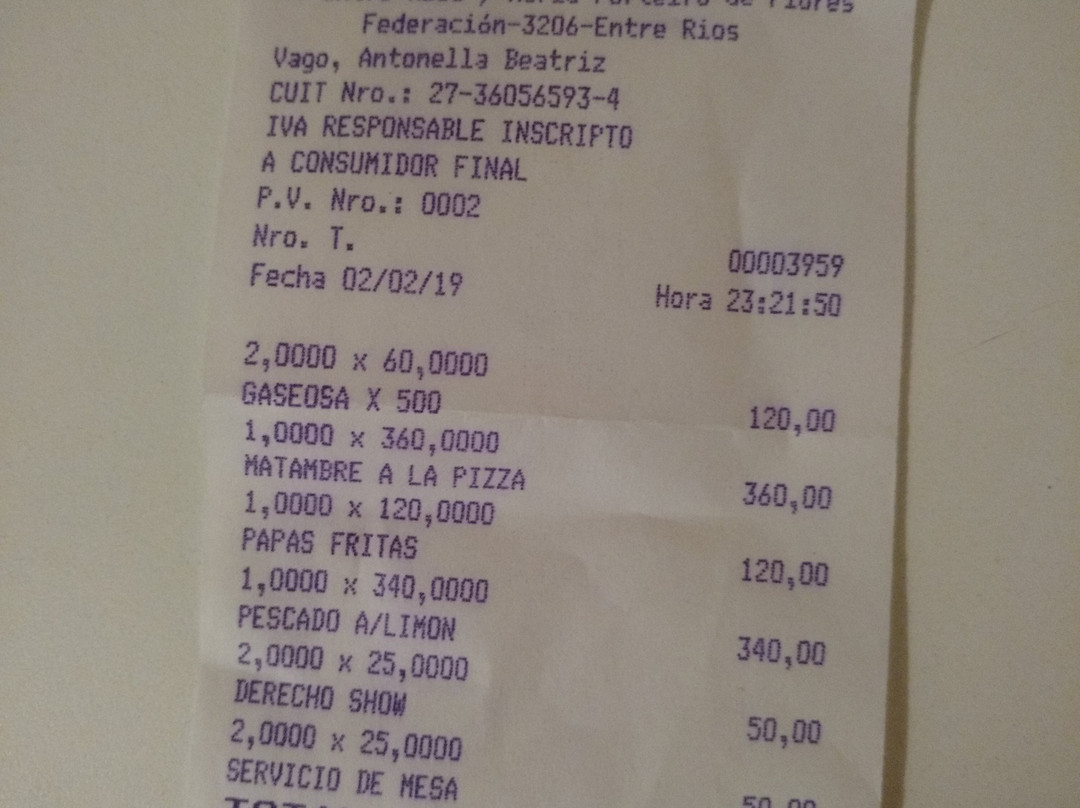 Federación-3206-Entre Rios
Vago, Antonella Beatriz
CUIT Nro.: 27-36056593-4
IVA RESPONSABLE INSCRIPTO
A CONSUMIDOR FINAL
P.V. Nro.: 0002
Nro. T. 00003959
Fecha 02/02/19 Hora 23:21:50
2,0000 x 60,0000
GASEOSA X 500 120,00
1,0000 x 360,0000
MATAMBRE A LA PIZZA 360,00
1,0000 x 120,0000
PAPAS FRITAS 120,00
1,0000 x 340,0000
PESCADO A/LIMON 340,00
2,0000 x 25,0000
DERECHO SHOW 50,00
2,0000 x 25,0000
SERVICIO DE MESA 50,00